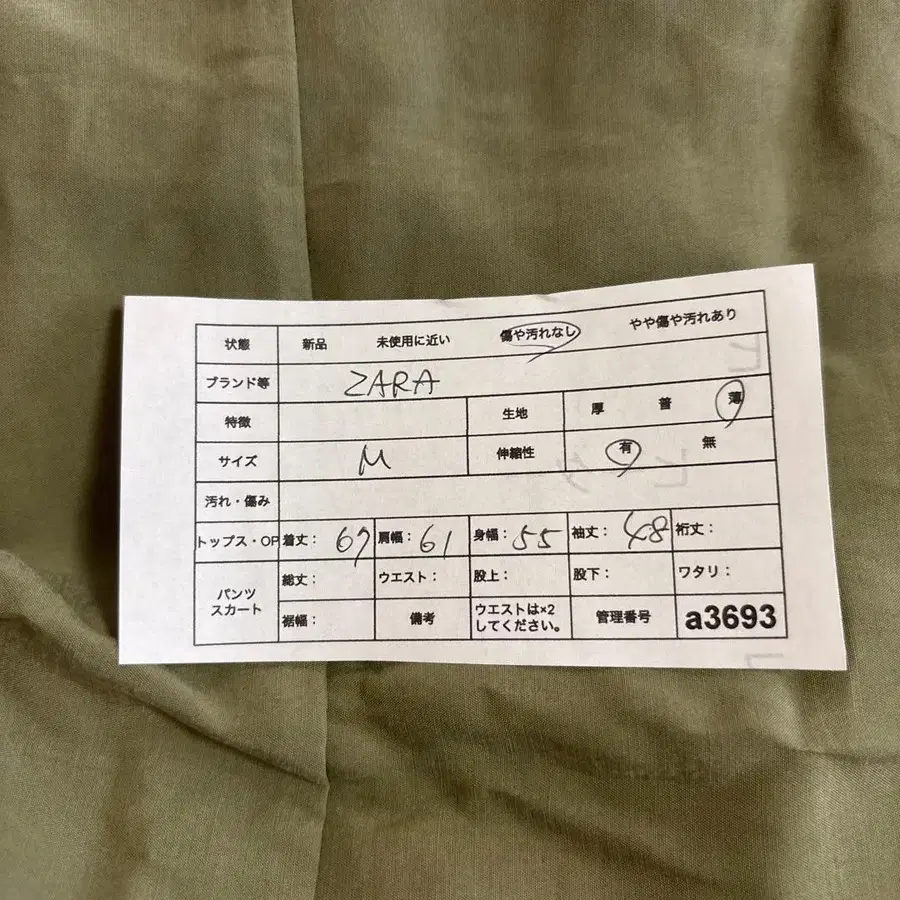 状態 新品 未使用に近い 傷や汚れなし やや傷や汚れあり
ブランド等 ZARA
特徴 生地 厚 普 薄
サイズ M 伸縮性 有 無
汚れ・傷み
トップス・OP 着丈: 67 肩幅: 61 身幅: 55 袖丈: 48 裄丈:
パンツ スカート 総丈: ウエスト: 股上: 股下: ワタリ:
裾幅: 備考 ウエストは×2 してください。 管理番号 a3693